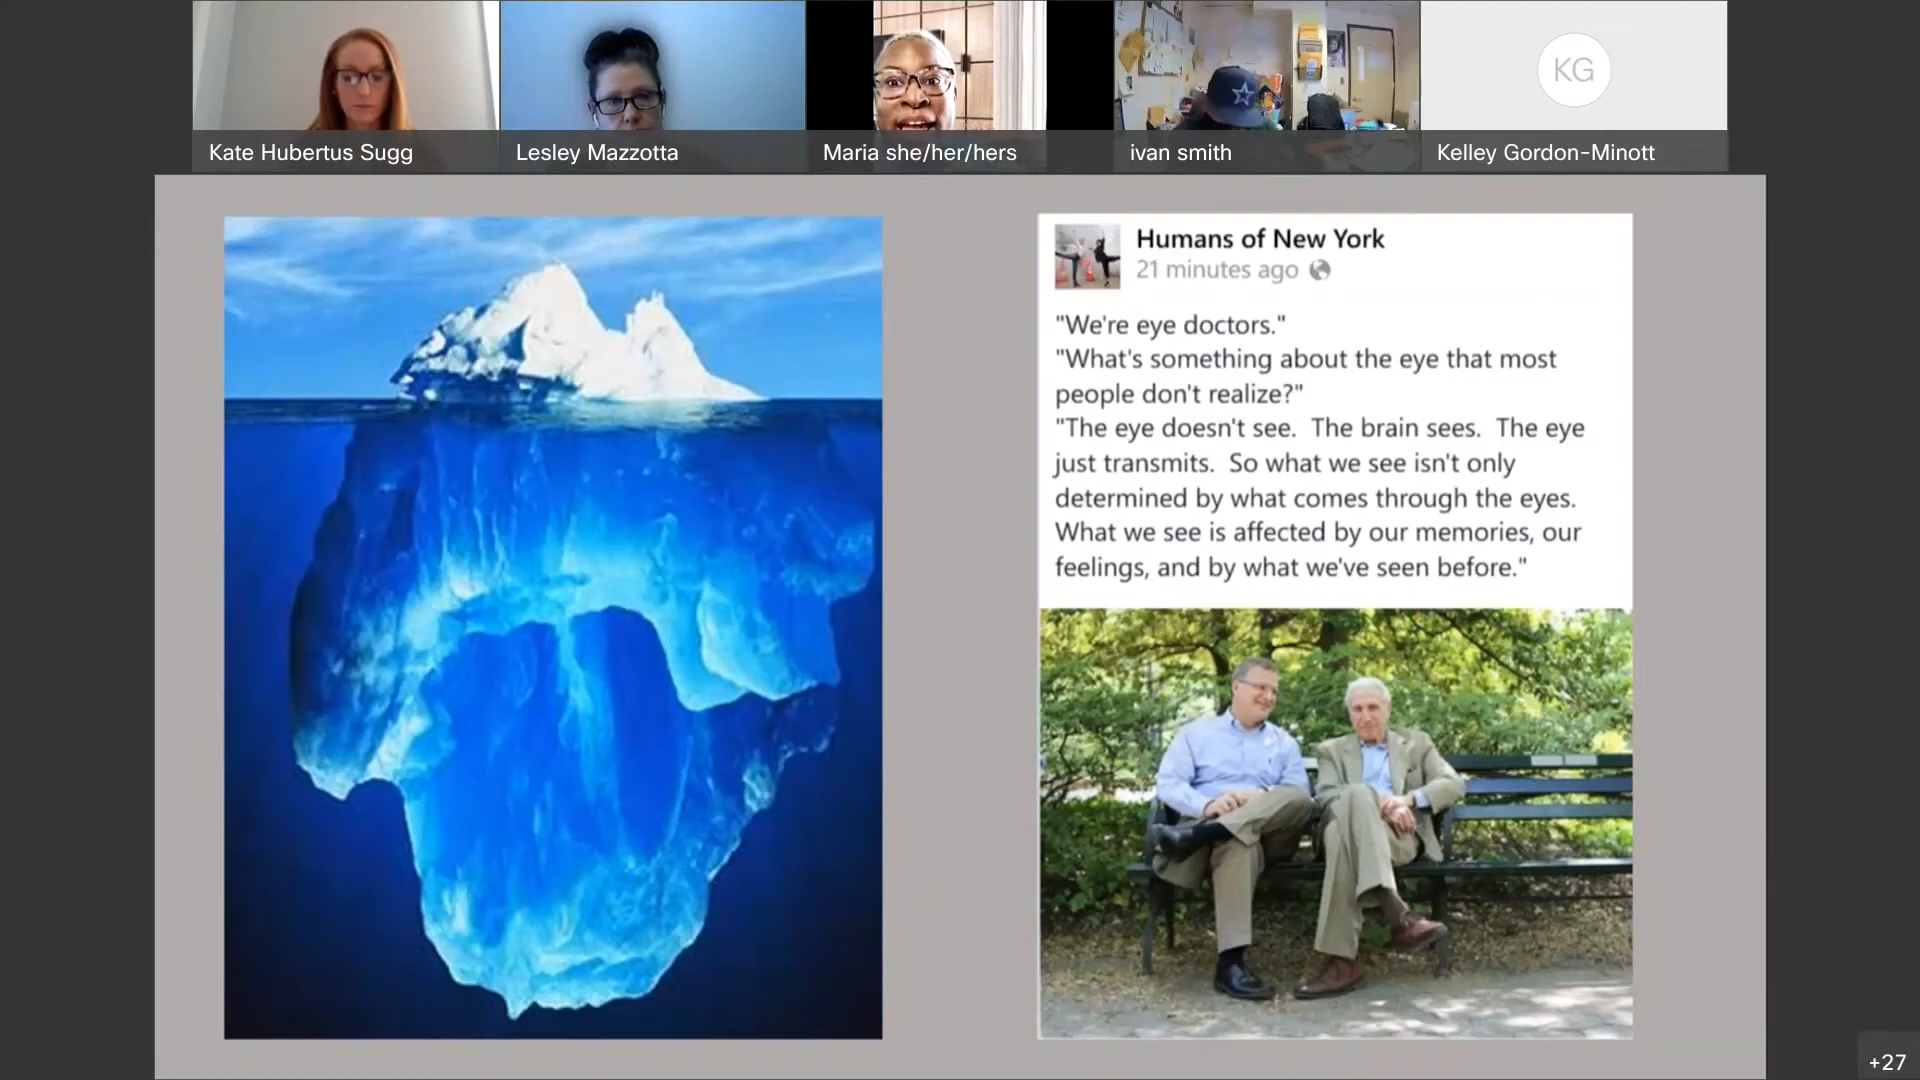 Kate Hubertus Sugg
Lesley Mazzotta
Maria she/her/hers
ivan smith
KG
Kelley Gordon-Minott
Humans of New York
21 minutes ago
"We're eye doctors."
"What's something about the eye that most
people don't realize?"
"The eye doesn't see.  The brain sees.  The eye
just transmits.  So what we see isn't only
determined by what comes through the eyes.
What we see is affected by our memories, our
feelings, and by what we've seen before."
+27